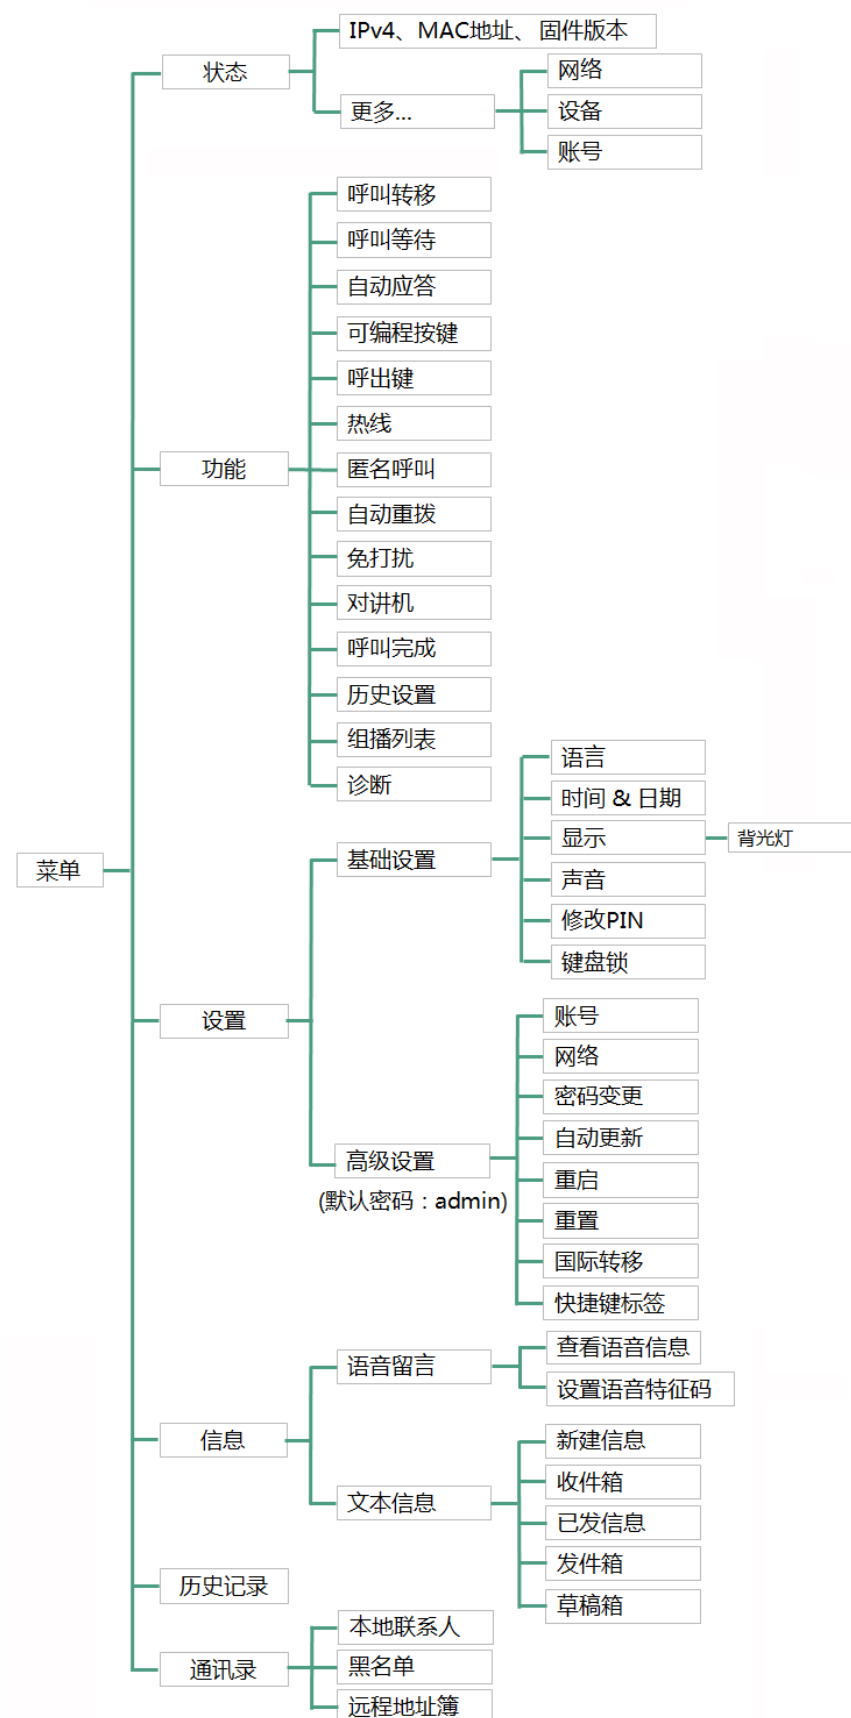 菜单
状态
IPv4、MAC地址、固件版本
更多...
网络
设备
账号
功能
呼叫转移
呼叫等待
自动应答
可编程按键
呼出键
热线
匿名呼叫
自动重拨
免打扰
对讲机
呼叫完成
历史设置
组播列表
诊断
设置
基础设置
语言
时间 & 日期
显示
背光灯
声音
修改PIN
键盘锁
高级设置
(默认密码：admin)
账号
网络
密码变更
自动更新
重启
重置
国际转移
快捷键标签
信息
语音留言
查看语音信息
设置语音特征码
文本信息
新建信息
收件箱
已发信息
发件箱
草稿箱
历史记录
通讯录
本地联系人
黑名单
远程地址簿